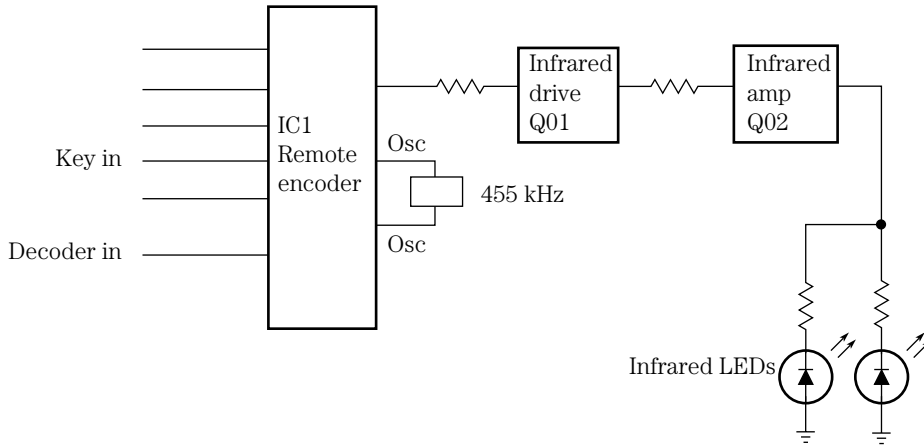 Infrared
drive
Q01
Infrared
amp
Q02
IC1
Remote
encoder
Key in
Osc
455 kHz
Osc
Decoder in
Infrared LEDs